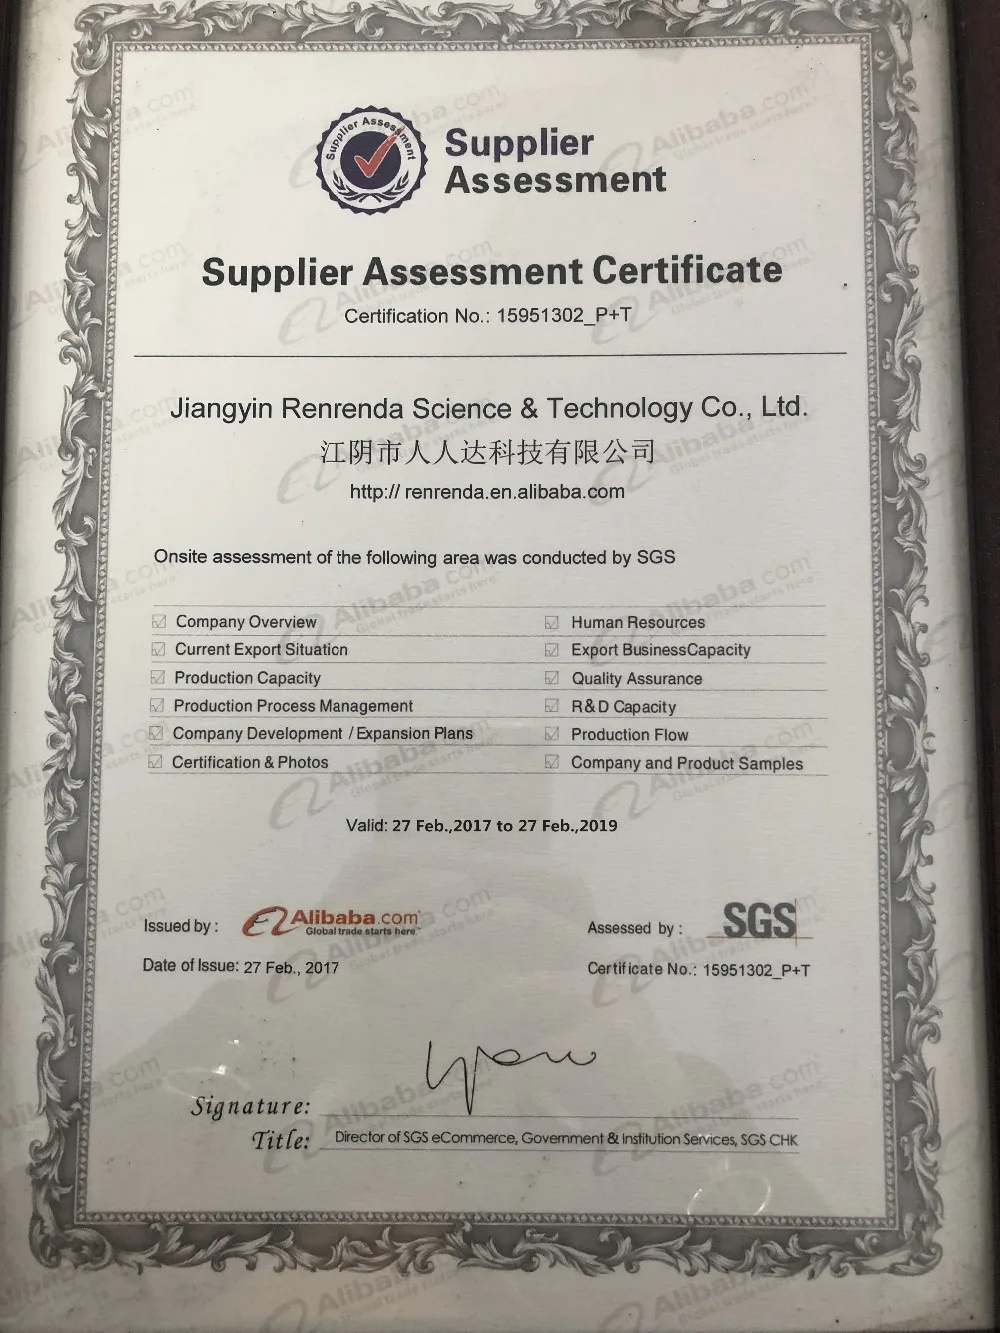 Supplier Assessment
Supplier
Assessment
Supplier Assessment Certificate
Certification No.: 15951302_P+T
Jiangyin Renrenda Science & Technology Co., Ltd.
江阴市人人达科技有限公司
http:// renrenda.en.alibaba.com
Onsite assessment of the following area was conducted by SGS
Company Overview
Human Resources
Current Export Situation
Export BusinessCapacity
Production Capacity
Quality Assurance
Production Process Management
R&D Capacity
Company Development / Expansion Plans
Production Flow
Certification & Photos
Company and Product Samples
Valid: 27 Feb.,2017 to 27 Feb.,2019
Issued by : Alibaba.com
Global trade starts here.™
Assessed by : SGS
Date of Issue: 27 Feb., 2017
Certificate No.: 15951302_P+T
Signature:
Title: Director of SGS eCommerce, Government & Institution Services, SGS CHK